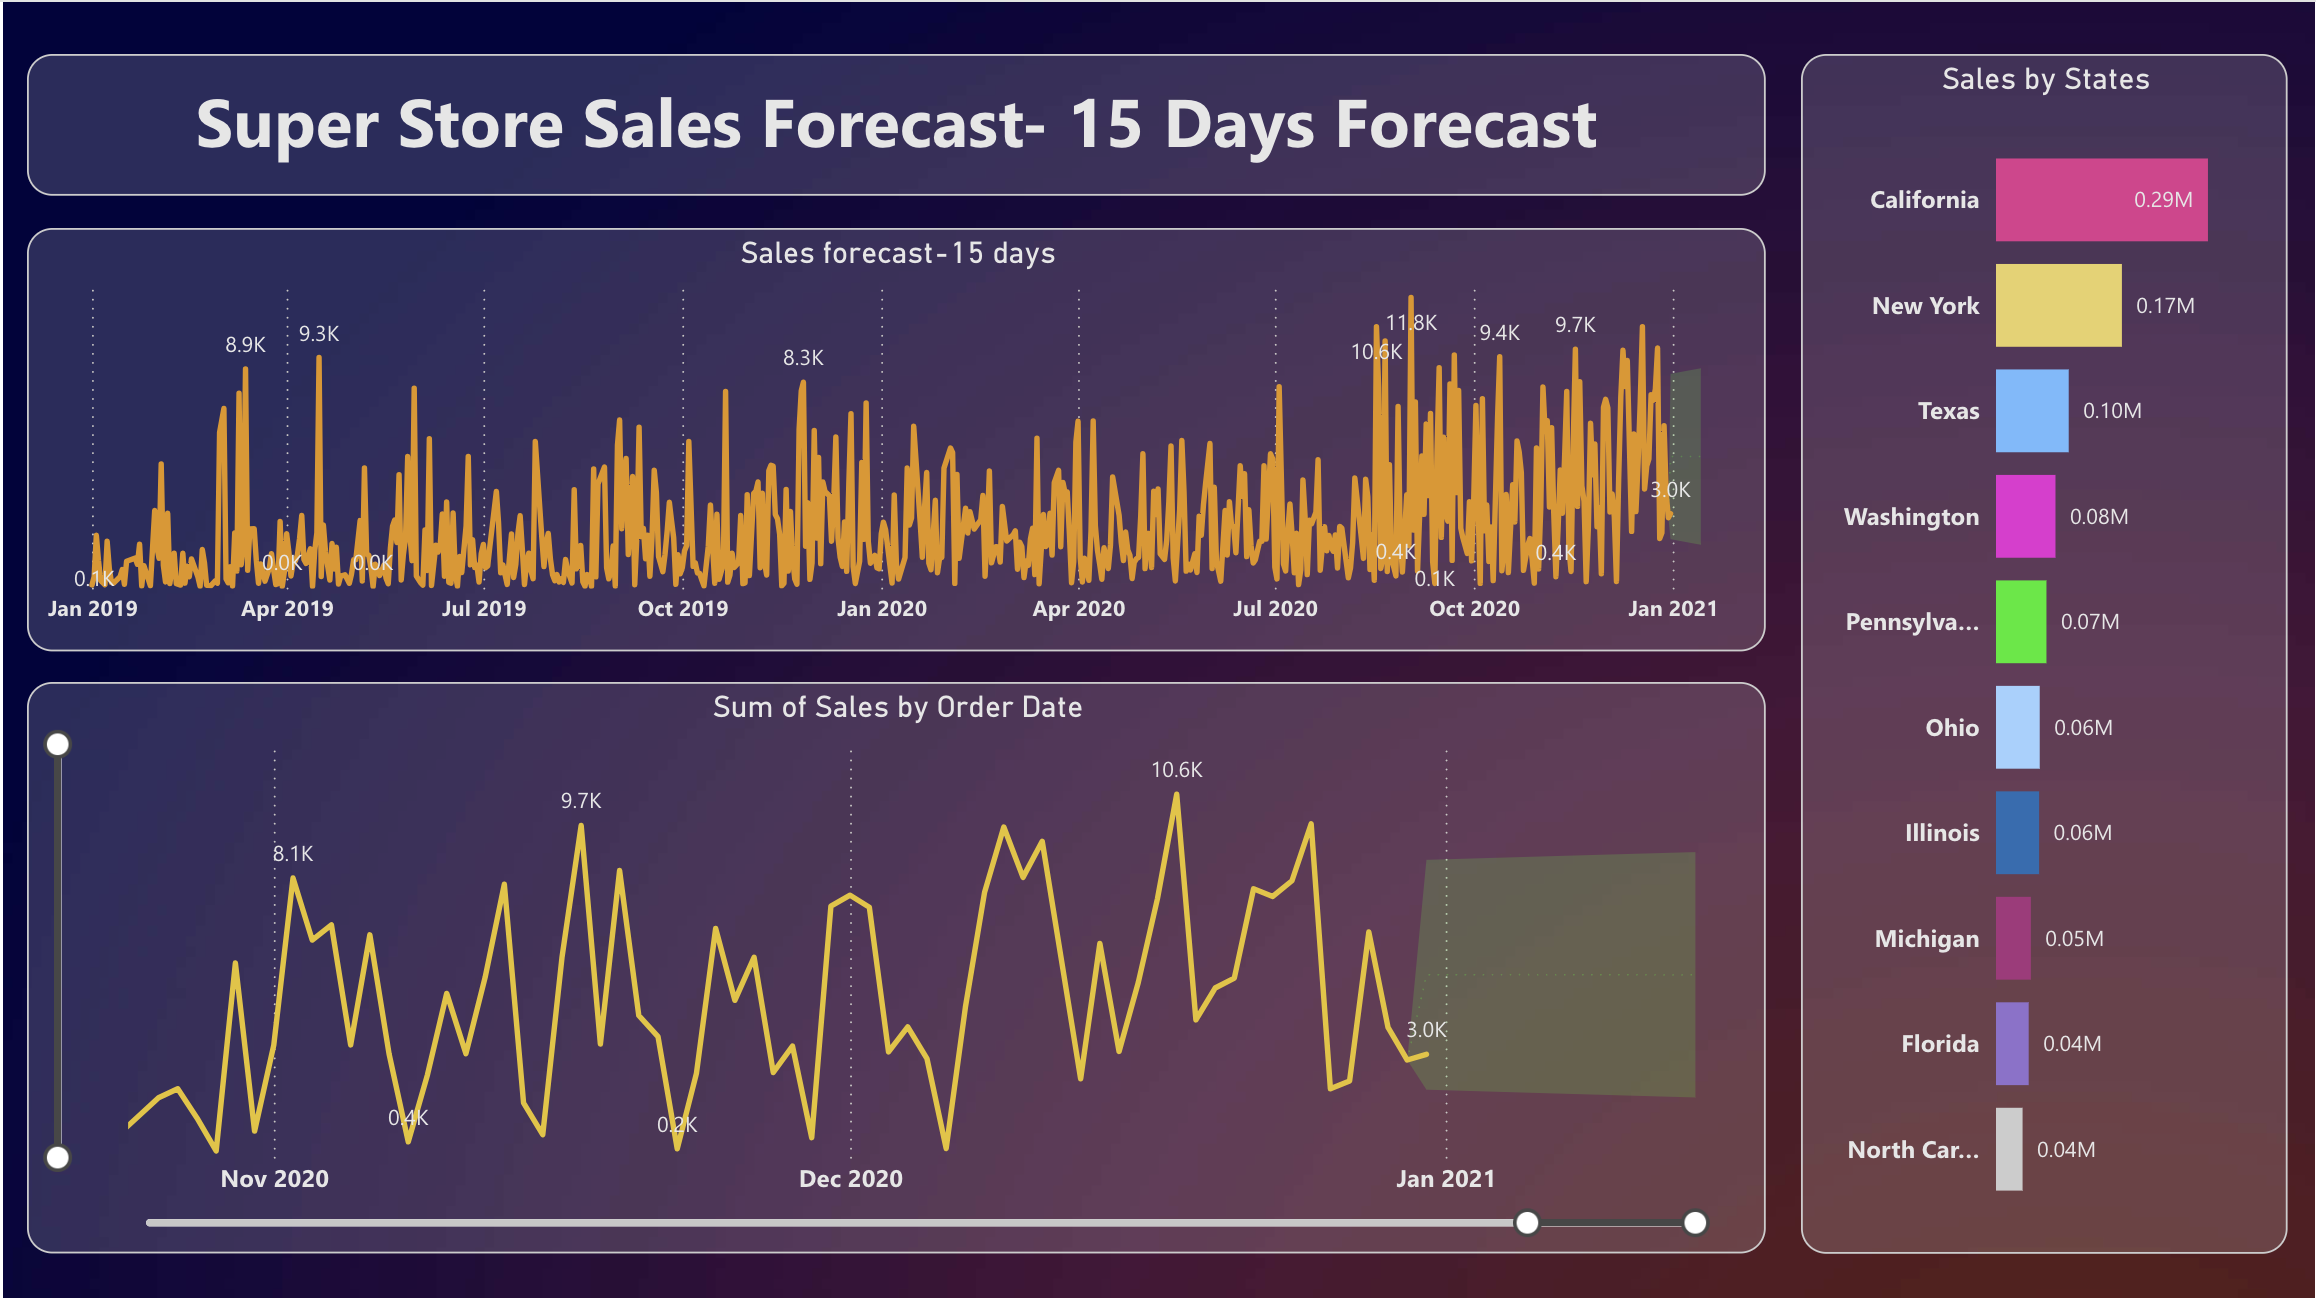 Super Store Sales Forecast- 15 Days Forecast
Sales forecast-15 days
8.9K
9.3K
8.3K
11.8K
10.6K
9.4K
9.7K
3.0K
0.1K
0.0K
0.0K
0.4K
0.1K
0.4K
Jan 2019
Apr 2019
Jul 2019
Oct 2019
Jan 2020
Apr 2020
Jul 2020
Oct 2020
Jan 2021
Sum of Sales by Order Date
8.1K
9.7K
10.6K
3.0K
0.4K
0.2K
Nov 2020
Dec 2020
Jan 2021
Sales by States
California 0.29M
New York 0.17M
Texas 0.10M
Washington 0.08M
Pennsylva... 0.07M
Ohio 0.06M
Illinois 0.06M
Michigan 0.05M
Florida 0.04M
North Car... 0.04M